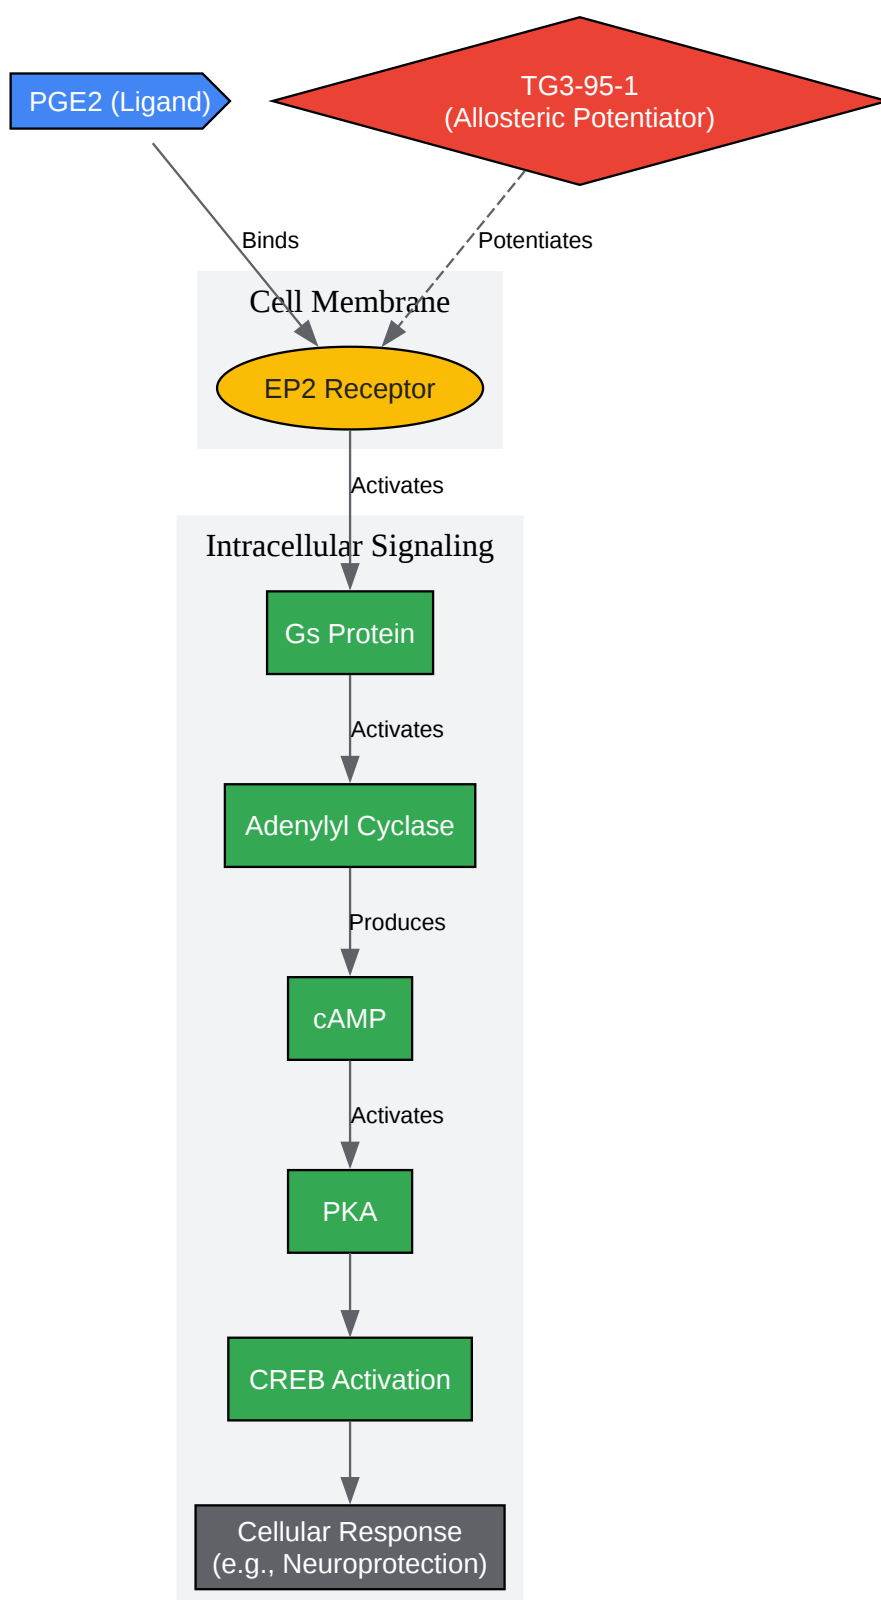 PGE2 (Ligand)
TG3-95-1
(Allosteric Potentiator)
Binds
Potentiates
Cell Membrane
EP2 Receptor
Activates
Intracellular Signaling
Gs Protein
Activates
Adenylyl Cyclase
Produces
cAMP
Activates
PKA
CREB Activation
Cellular Response
(e.g., Neuroprotection)